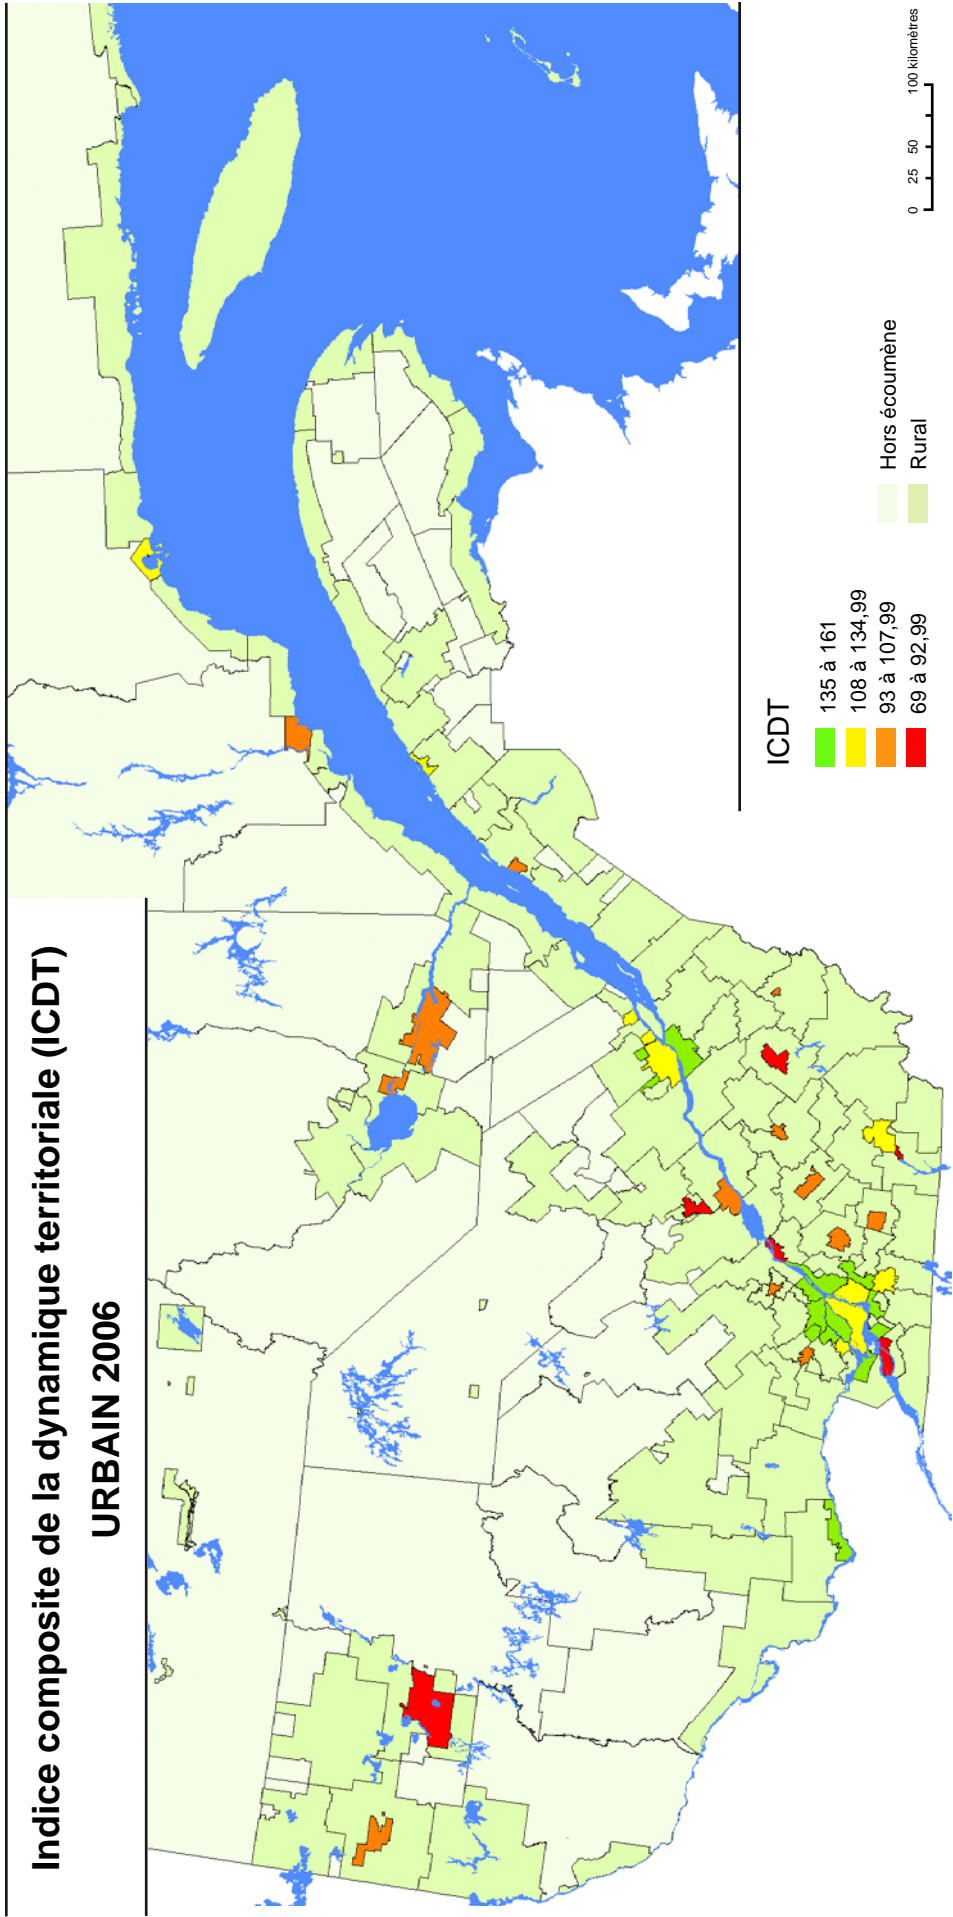 Indice composite de la dynamique territoriale (ICDT)
URBAIN 2006
ICDT
135 à 161
108 à 134,99
93 à 107,99
69 à 92,99
Hors écoumène
Rural
0 25 50 100 kilomètres